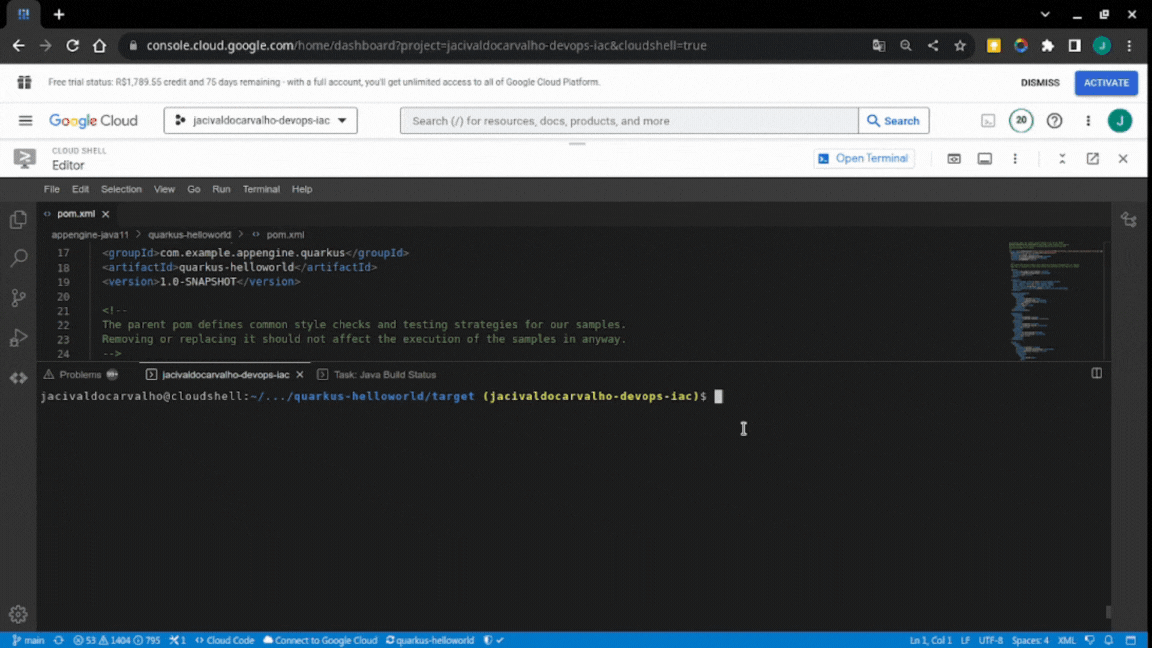 console.cloud.google.com/home/dashboard?project=jacivaldocarvalho-devops-iac&cloudshell=true
J
Free trial status: R$1,789.55 credit and 75 days remaining - with a full account, you'll get unlimited access to all of Google Cloud Platform.
DISMISS
ACTIVATE
Google Cloud
jacivaldocarvalho-devops-iac
Search (/) for resources, docs, products, and more
Search
20
J
CLOUD SHELL
Editor
Open Terminal
File Edit Selection View Go Run Terminal Help
pom.xml
appengine-java11 > quarkus-helloworld > pom.xml
17 <groupId>com.example.appengine.quarkus</groupId>
18 <artifactId>quarkus-helloworld</artifactId>
19 <version>1.0-SNAPSHOT</version>
20
21 <!--
22 The parent pom defines common style checks and testing strategies for our samples.
23 Removing or replacing it should not affect the execution of the samples in anyway.
24 -->
Problems 99+ jacivaldocarvalho-devops-iac Task: Java Build Status
jacivaldocarvalho@cloudshell:~/.../quarkus-helloworld/target (jacivaldocarvalho-devops-iac)$
main 53 1404 795 1 Cloud Code Connect to Google Cloud quarkus-helloworld Ln 1, Col 1 LF UTF-8 Spaces: 4 XML